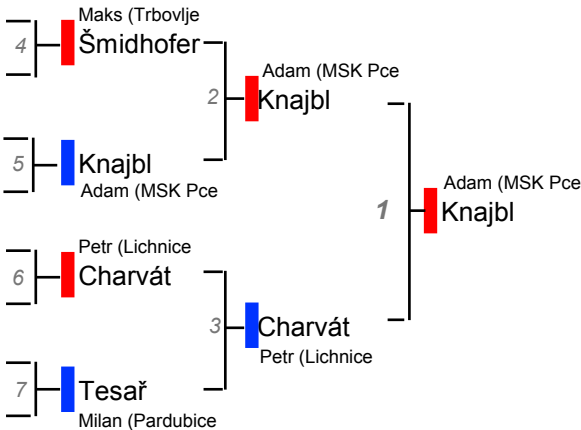 Maks (Trbovlje
4
Šmidhofer
Adam (MSK Pce
2
Knajbl
5
Knajbl
Adam (MSK Pce
Adam (MSK Pce
1
Knajbl
Petr (Lichnice
6
Charvát
3
Charvát
Petr (Lichnice
7
Tesař
Milan (Pardubice